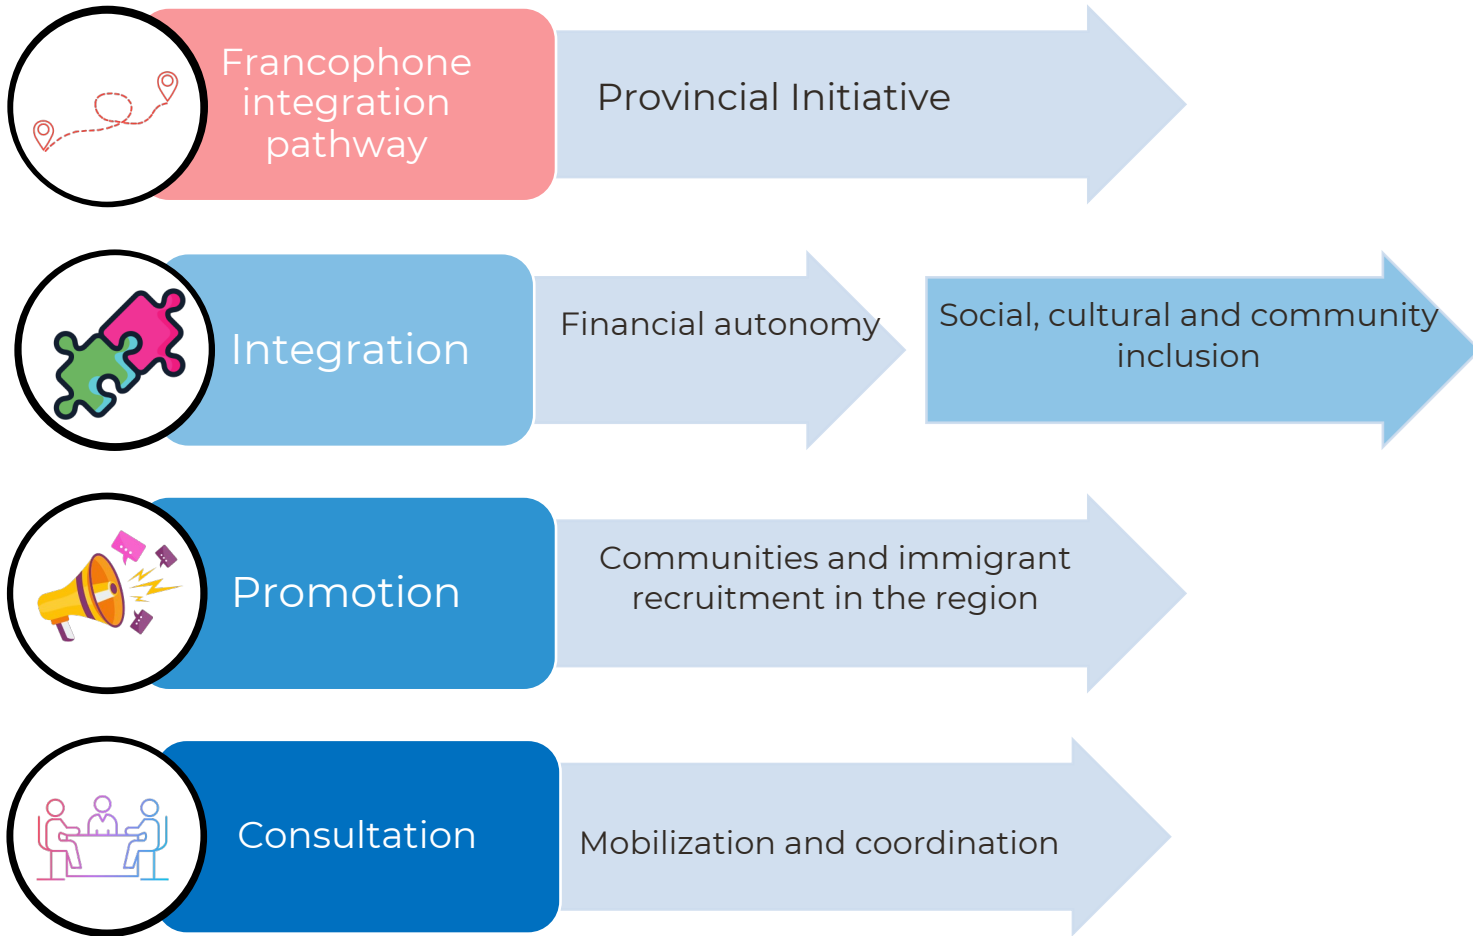 Francophone
integration
pathway
Provincial Initiative
Integration
Financial autonomy
Social, cultural and community
inclusion
Promotion
Communities and immigrant
recruitment in the region
Consultation
Mobilization and coordination